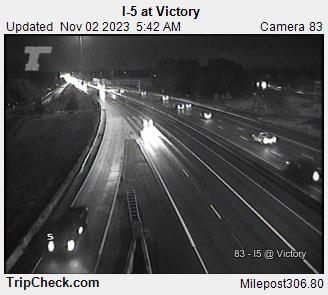 I-5 at Victory
Updated Nov 02 2023 5:42 AM Camera 83
T
S
83 - I5 @ Victory
TripCheck.com Milepost306.80